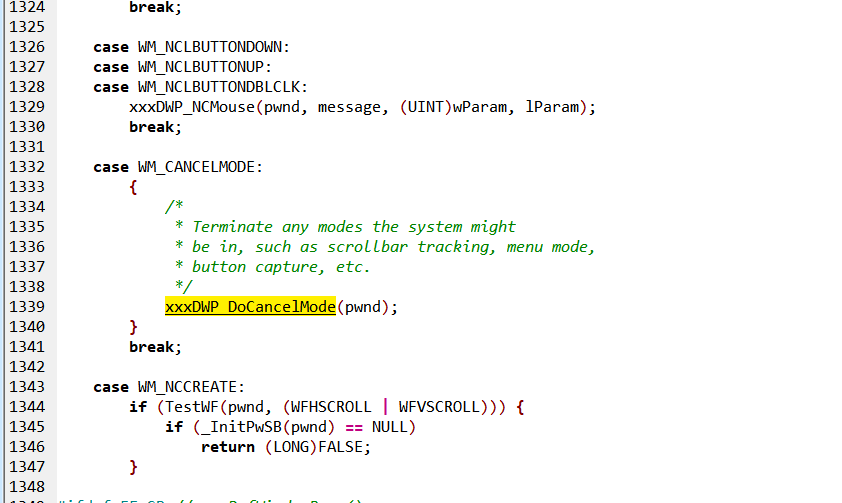 1324 break;
1325
1326 case WM_NCLBUTTONDOWN:
1327 case WM_NCLBUTTONUP:
1328 case WM_NCLBUTTONDBLCLK:
1329 xxxDWP_NCMouse(pwnd, message, (UINT)wParam, lParam);
1330 break;
1331
1332 case WM_CANCELMODE:
1333 {
1334 /*
1335 * Terminate any modes the system might
1336 * be in, such as scrollbar tracking, menu mode,
1337 * button capture, etc.
1338 */
1339 xxxDWP_DoCancelMode(pwnd);
1340 }
1341 break;
1342
1343 case WM_NCCREATE:
1344 if (TestWF(pwnd, (WFHSCROLL | WFVSCROLL))) {
1345 if (_InitPwSB(pwnd) == NULL)
1346 return (LONG)FALSE;
1347 }
1348